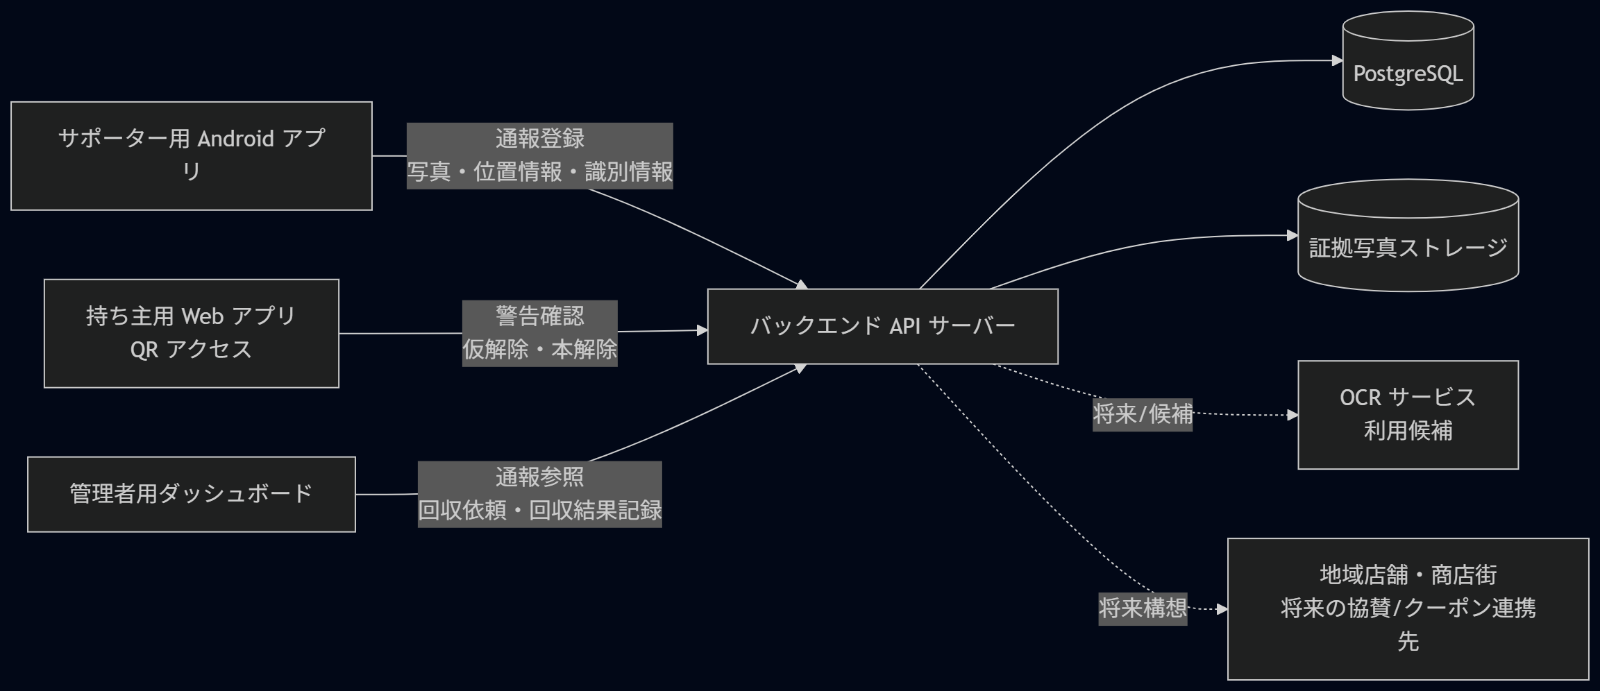 サポーター用 Android アプ
リ
通報登録
写真・位置情報・識別情報
持ち主用 Web アプリ
QR アクセス
警告確認
仮解除・本解除
管理者用ダッシュボード
通報参照
回収依頼・回収結果記録
バックエンド API サーバー
PostgreSQL
証拠写真ストレージ
将来/候補
OCR サービス
利用候補
将来構想
地域店舗・商店街
将来の協賛/クーポン連携
先